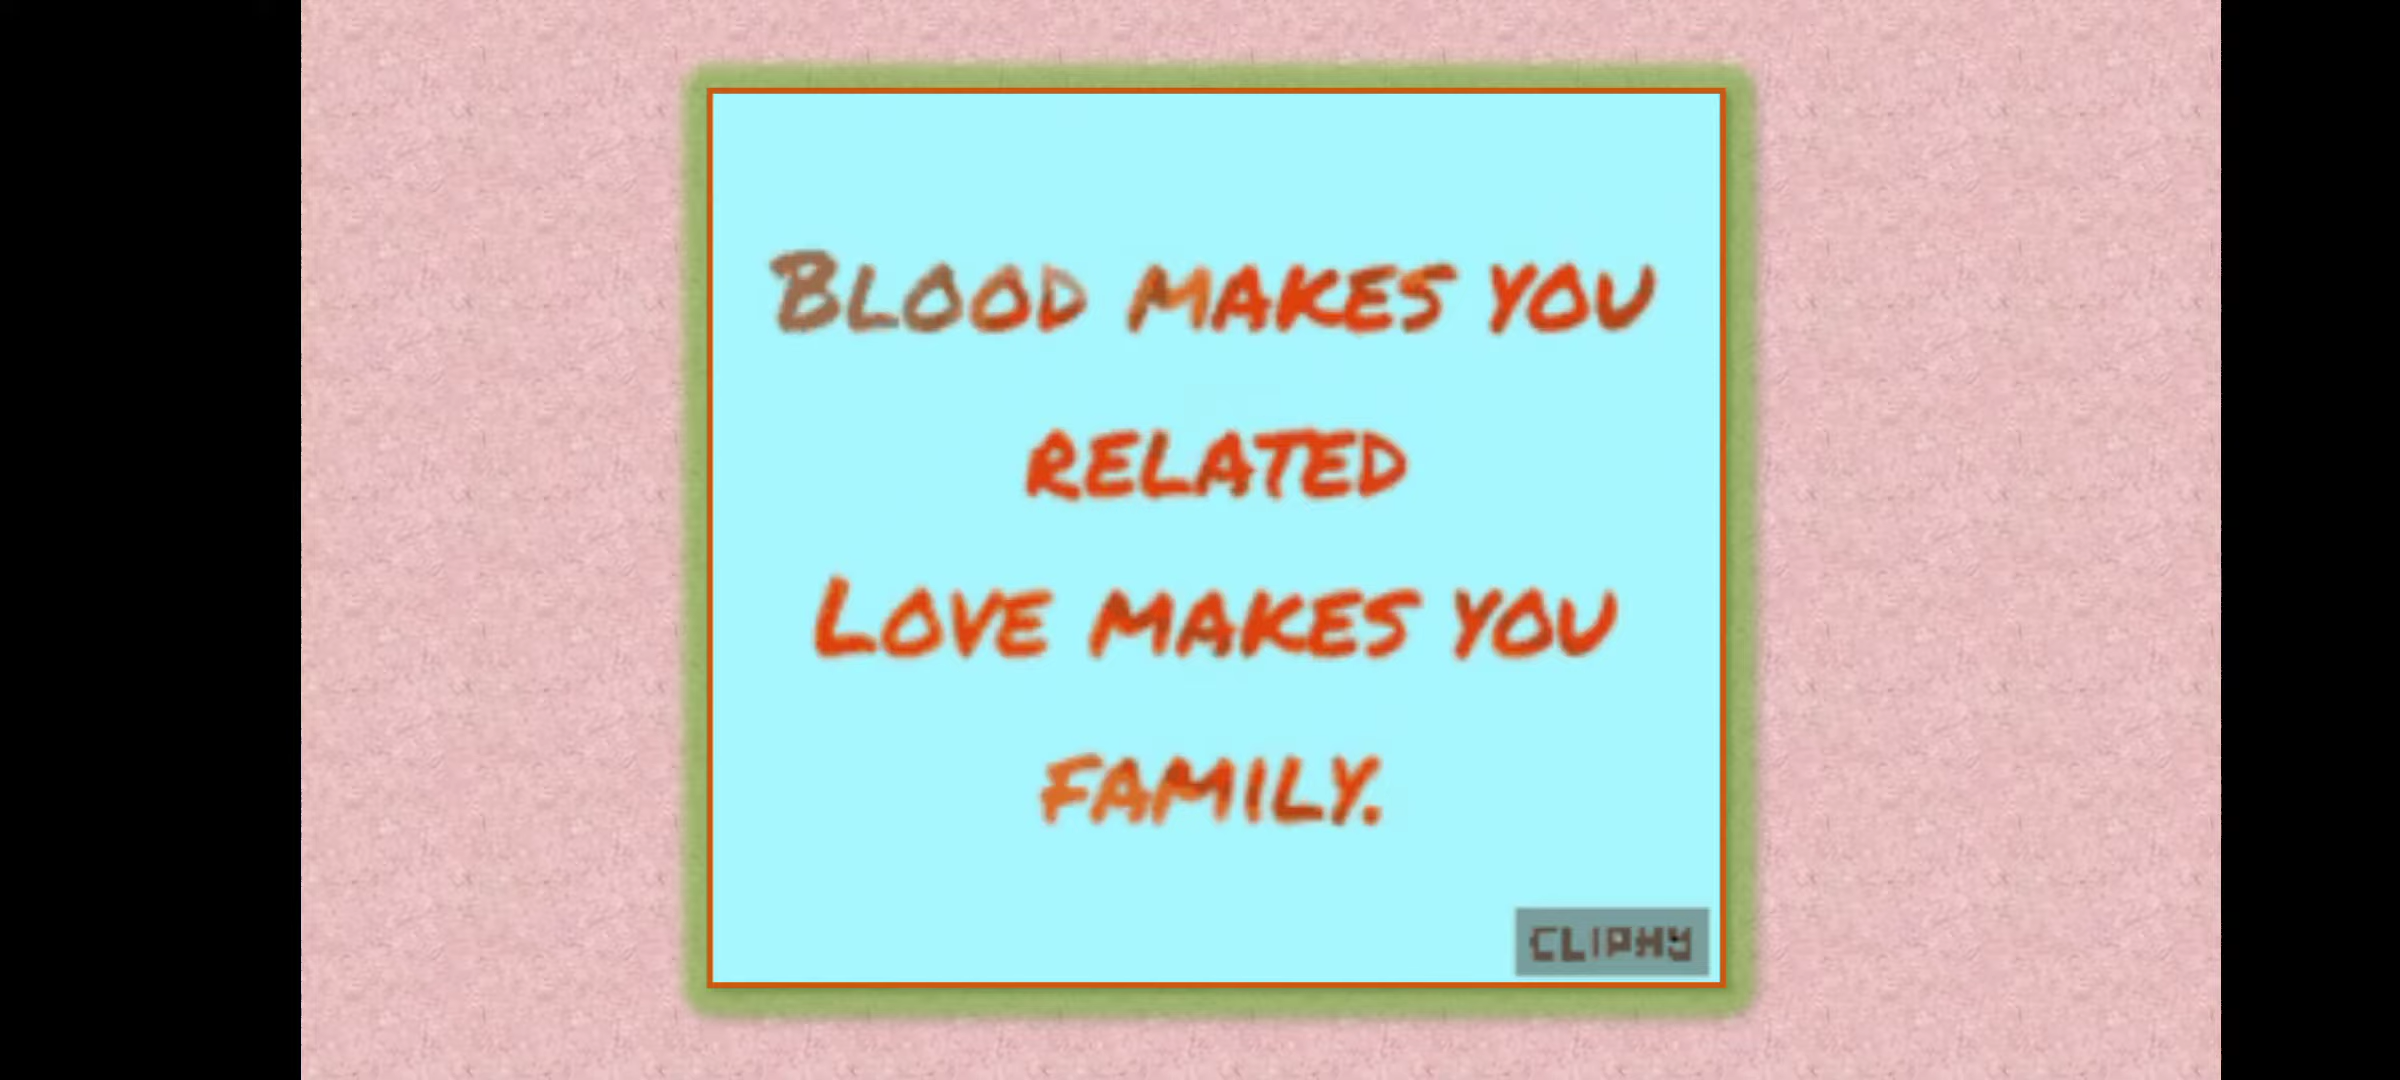 Blood makes you
related
Love makes you
family.
CLIPHY